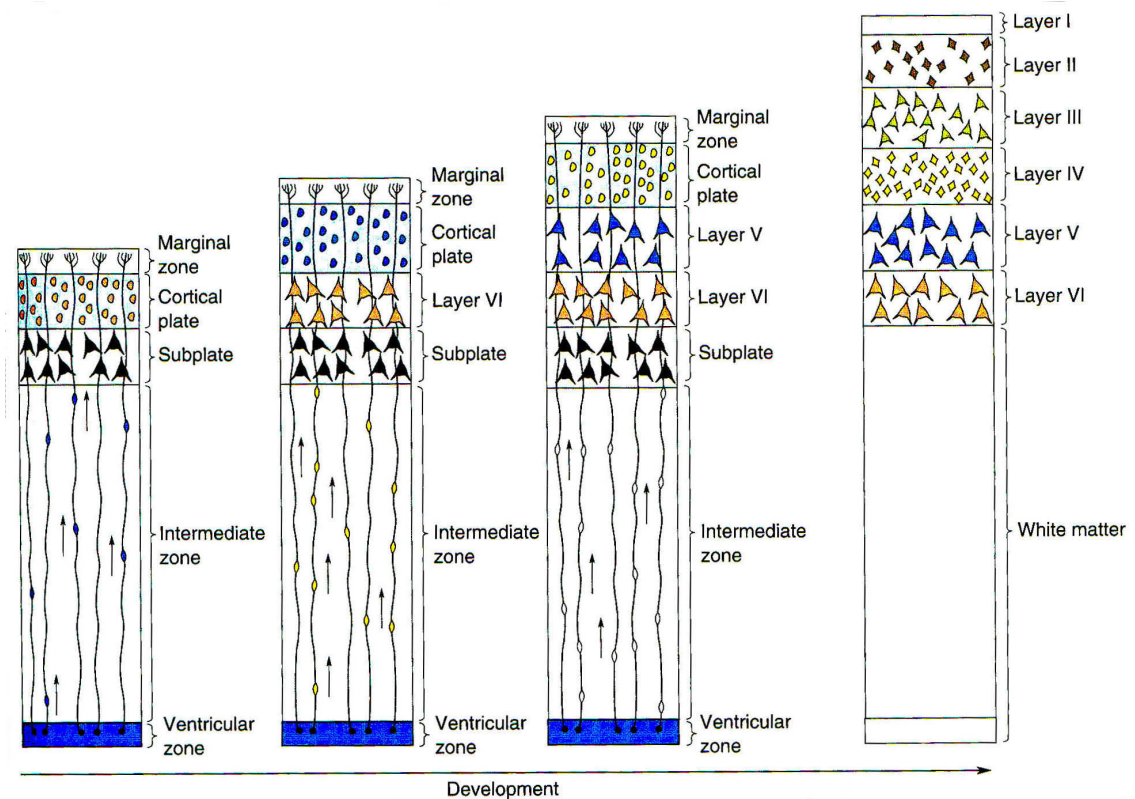 Marginal
zone
Cortical
plate
Subplate
Intermediate
zone
Ventricular
zone
Marginal
zone
Cortical
plate
Layer VI
Subplate
Intermediate
zone
Ventricular
zone
Marginal
zone
Cortical
plate
Layer V
Layer VI
Subplate
Intermediate
zone
Ventricular
zone
Layer I
Layer II
Layer III
Layer IV
Layer V
Layer VI
White matter
Development